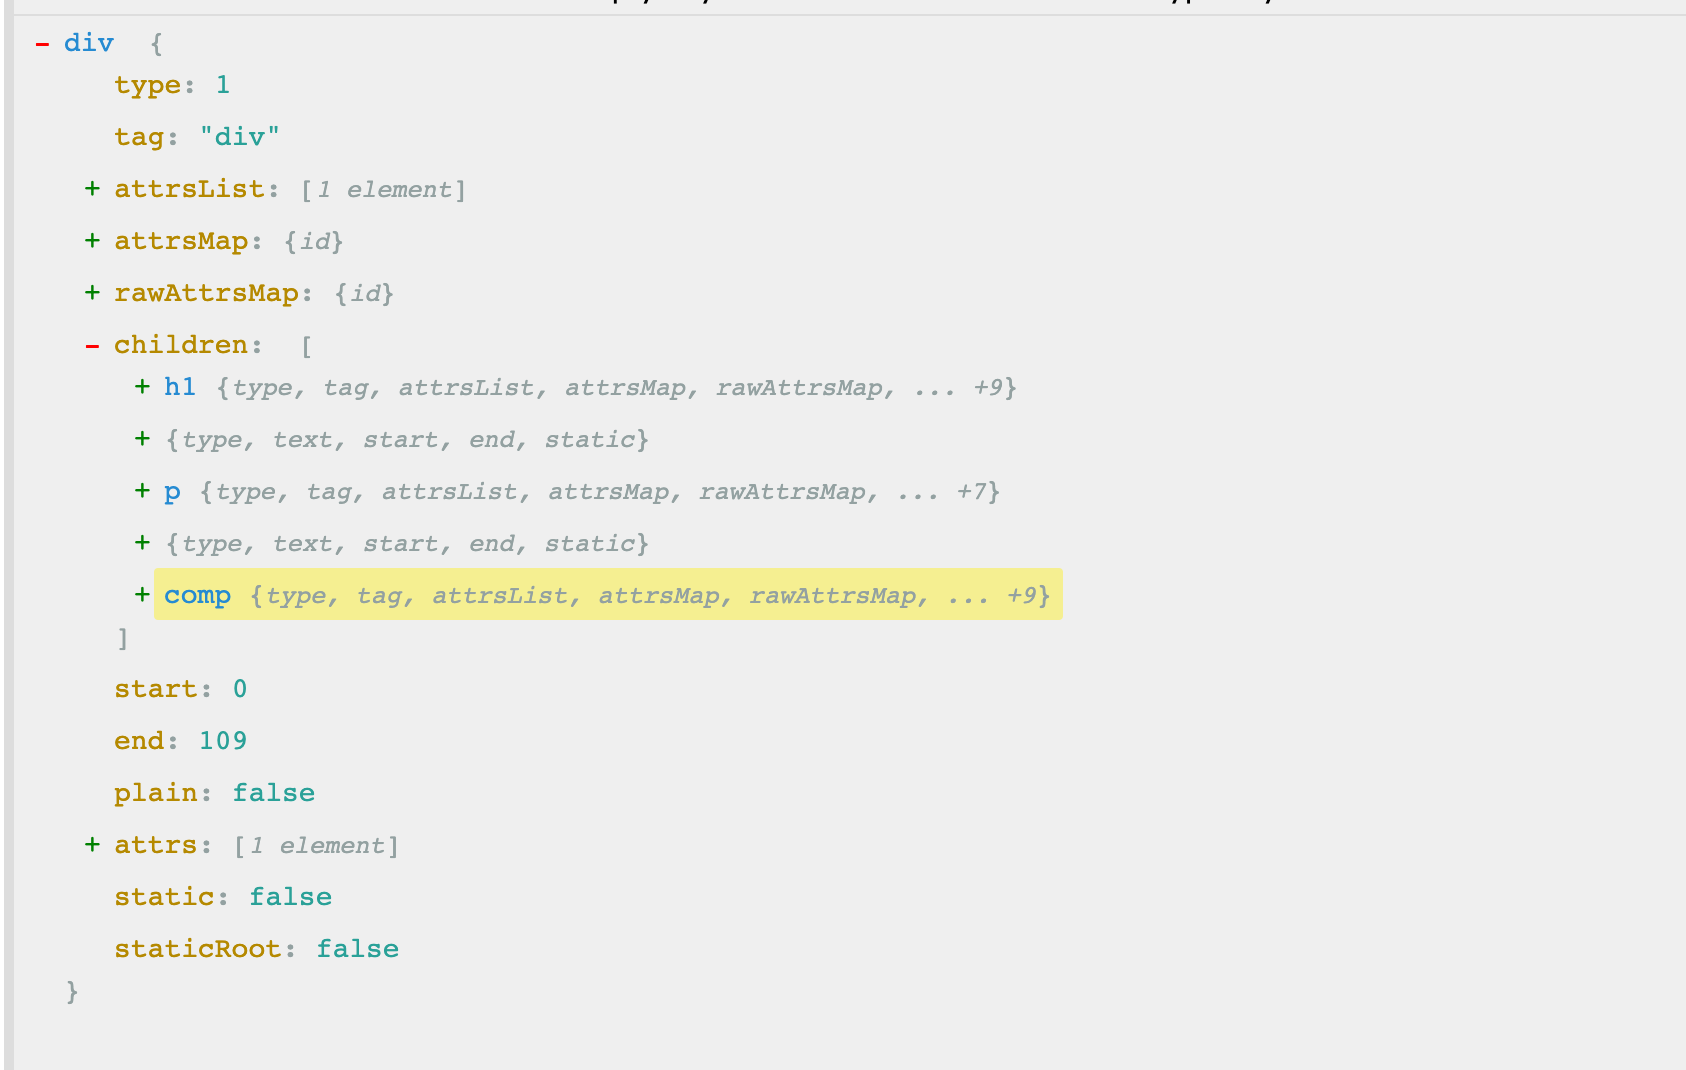 - div {
type: 1
tag: "div"
+ attrsList: [1 element]
+ attrsMap: {id}
+ rawAttrsMap: {id}
- children: [
+ h1 {type, tag, attrsList, attrsMap, rawAttrsMap, ... +9}
+ {type, text, start, end, static}
+ p {type, tag, attrsList, attrsMap, rawAttrsMap, ... +7}
+ {type, text, start, end, static}
+ comp {type, tag, attrsList, attrsMap, rawAttrsMap, ... +9}
]
start: 0
end: 109
plain: false
+ attrs: [1 element]
static: false
staticRoot: false
}